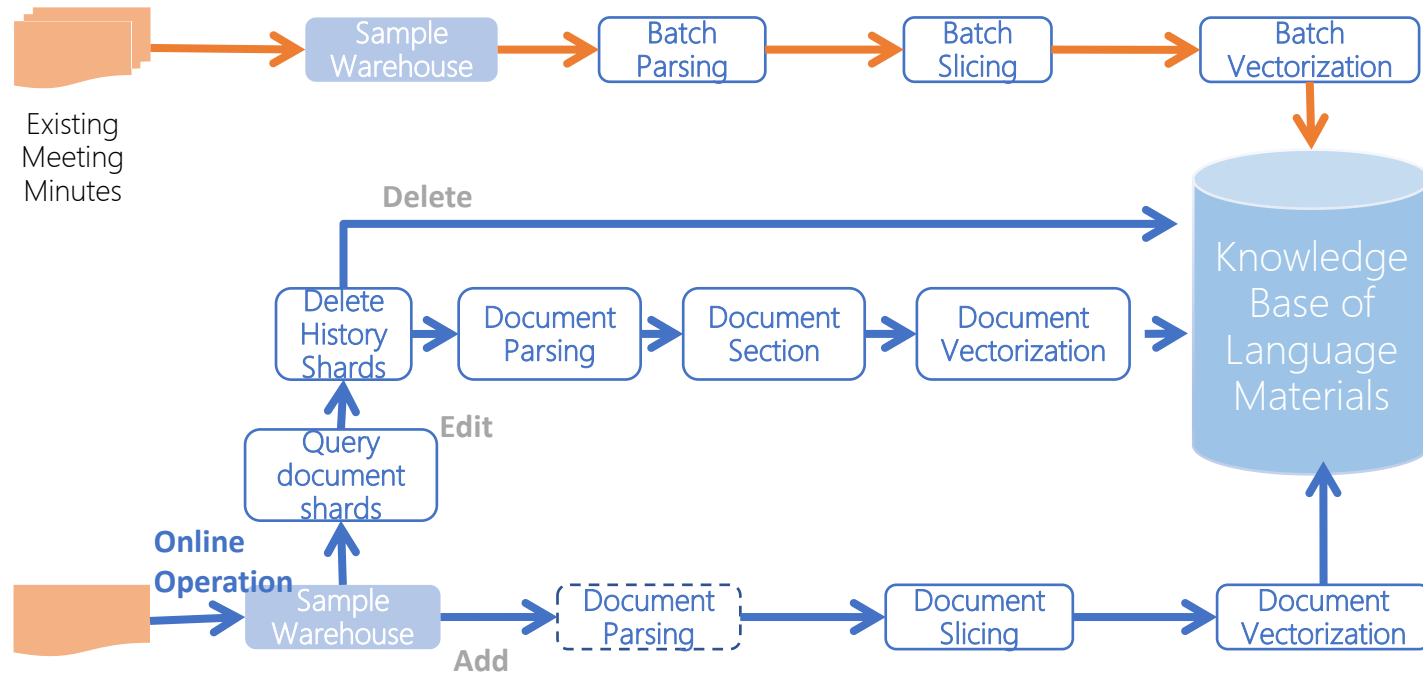 Sample
Warehouse
Batch
Parsing
Batch
Slicing
Batch
Vectorization
Existing
Meeting
Minutes
Delete
Knowledge
Base of
Language
Materials
Delete
History
Shards
Document
Parsing
Document
Section
Document
Vectorization
Edit
Query
document
shards
Online
Operation
Sample
Warehouse
Add
Document
Parsing
Document
Slicing
Document
Vectorization